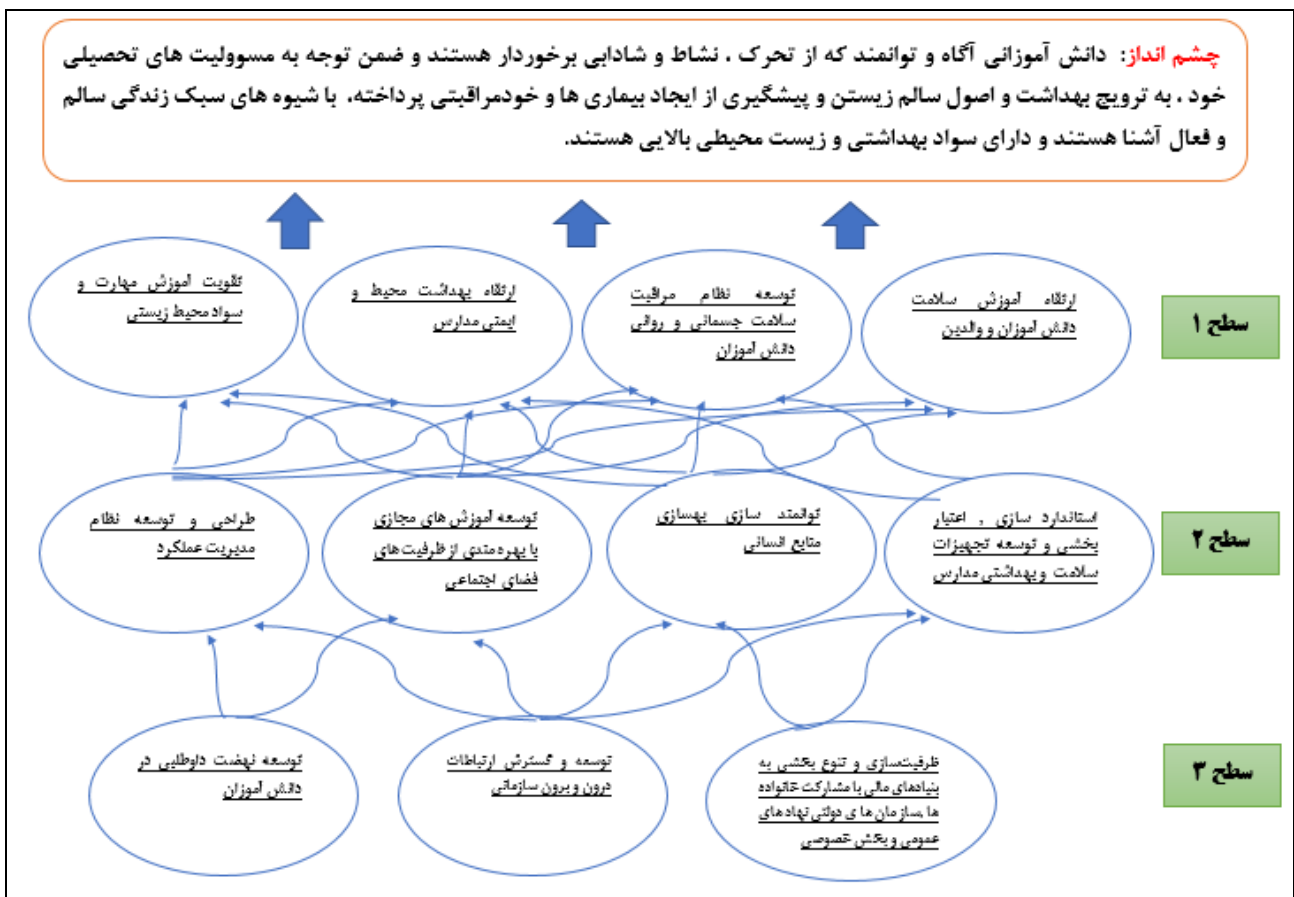 چشم انداز: دانش آموزانی آگاه و توانمند که از تحرک ، نشاط و شادابی برخوردار هستند و ضمن توجه به مسوولیت های تحصیلی
خود ، به ترویج بهداشت و اصول سالم زیستن و پیشگیری از ایجاد بیماری ها و خودمراقبتی پرداخته، با شیوه های سبک زندگی سالم
و فعال آشنا هستند و دارای سواد بهداشتی و زیست محیطی بالایی هستند.
سطح ۱
ارتقاء آموزش سلامت
دانش آموزان و والدین
توسعه نظام مراقبت
سلامت جسمانی و روانی
دانش آموزان
ارتقاء بهداشت محیط و
ایمنی مدارس
تقویت آموزش مهارت و
سواد محیط زیستی
سطح ۲
استاندارد سازی , اعتبار
بخشی و توسعه تجهیزات
سلامت و بهداشتی مدارس
توانمند سازی بهسازی
منابع انسانی
توسعه آموزش های مجازی
با بهره مندی از ظرفیت های
فضای اجتماعی
طراحی و توسعه نظام
مدیریت عملکرد
سطح ۳
ظرفیت‌سازی و تنوع بخشی به
بنیادهای مالی با مشارکت خانواده
ها،سازمان ها ی دولتی نهادهای
عمومی و بخش خصوصی
توسعه و گسترش ارتباطات
درون و برون سازمانی
توسعه نهضت داوطلبی در
دانش آموزان